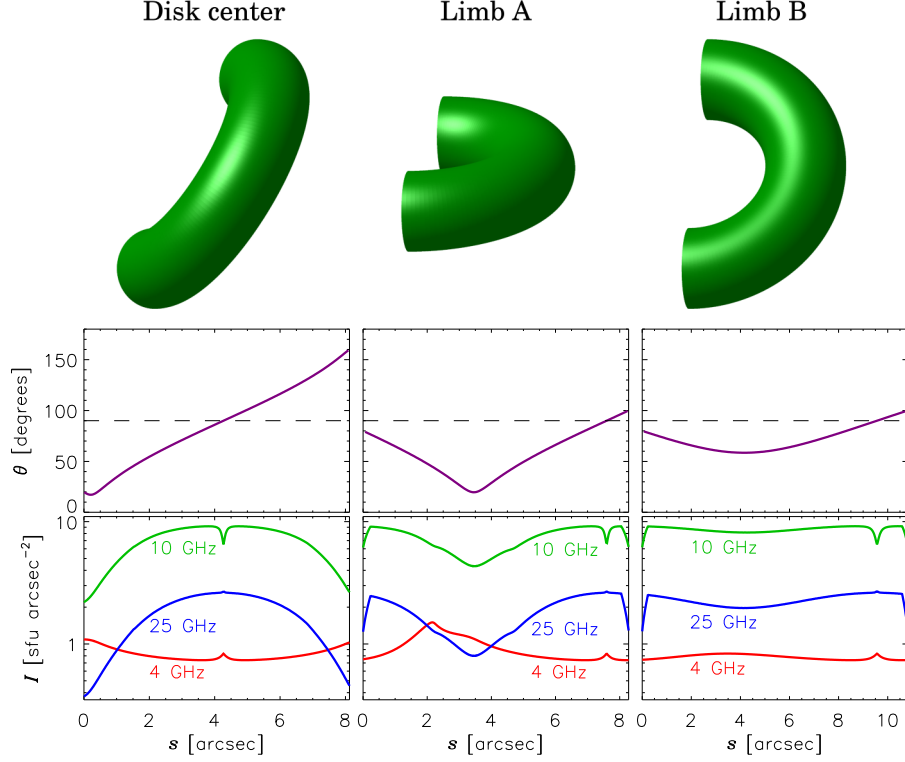 Disk center Limb A Limb B
θ [degrees]
150
100
50
0
I [sfu arcsec⁻²]
10
1
10 GHz
25 GHz
4 GHz
10 GHz
25 GHz
4 GHz
10 GHz
25 GHz
4 GHz
0 2 4 6 8 0 2 4 6 8 0 2 4 6 8 10
s [arcsec] s [arcsec] s [arcsec]